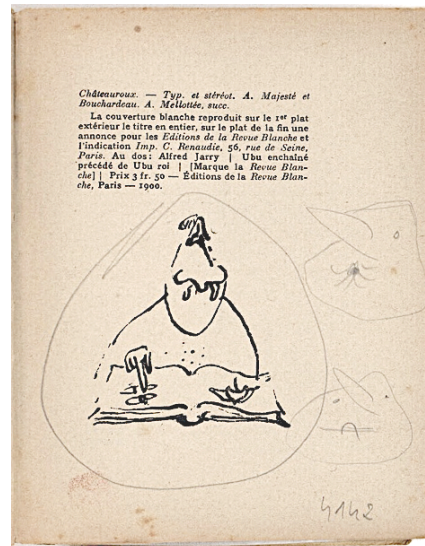 Châteauroux. — Typ. et stéréot. A. Majesté et
Bouchardeau. A. Mellottée, succ.
La couverture blanche reproduit sur le 1er plat
extérieur le titre en entier, sur le plat de la fin une
annonce pour les Editions de la Revue Blanche et
l'indication Imp. C. Renaudie, 56, rue de Seine,
Paris. Au dos: Alfred Jarry | Ubu enchaîné
précédé de Ubu roi | [Marque la Revue Blan-
che] | Prix 3 fr. 50 — Éditions de la Revue Blan-
che, Paris — 1900.
4142